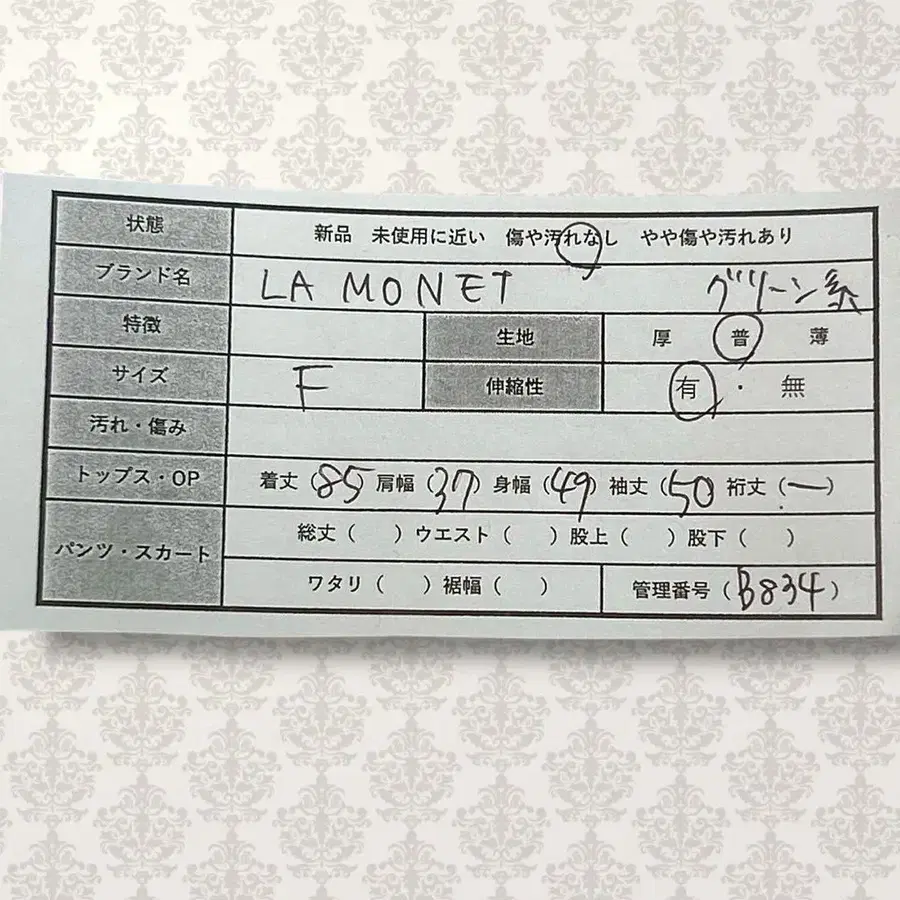 状態 新品 未使用に近い 傷や汚れなし やや傷や汚れあり
ブランド名 LA MONET グリーン系
特徴 生地 厚 普 薄
サイズ F 伸縮性 有 ・ 無
汚れ・傷み
トップス・OP 着丈 (85) 肩幅 (37) 身幅 (49) 袖丈 (50) 裄丈 (ー)
パンツ・スカート 総丈 ( ) ウエスト ( ) 股上 ( ) 股下 ( )
ワタリ ( ) 裾幅 ( ) 管理番号 (B834)